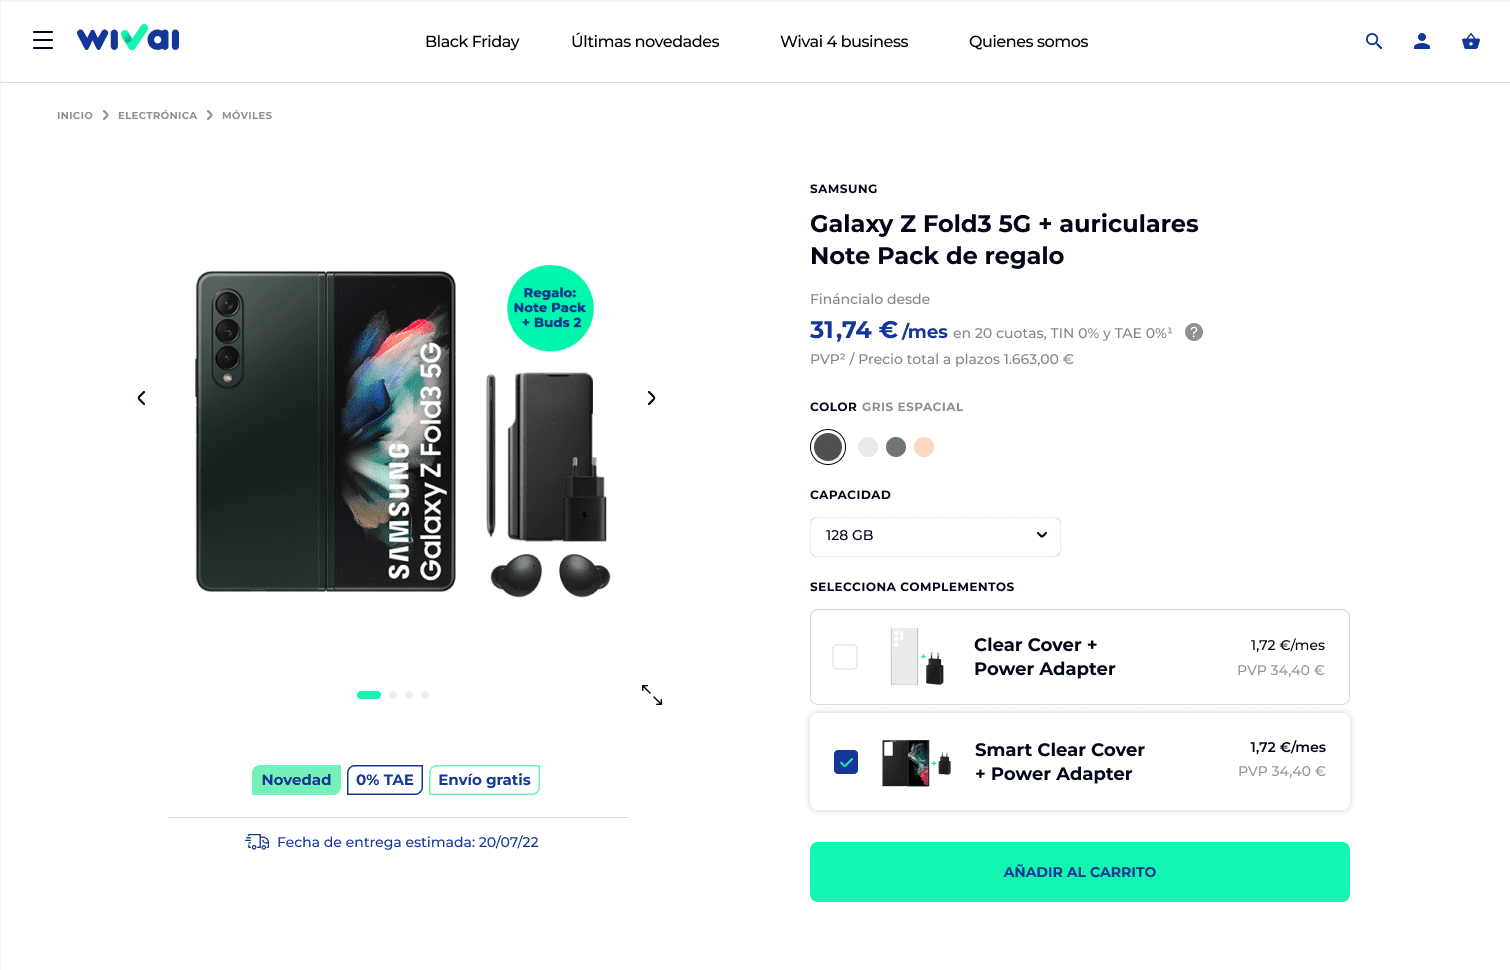 wivai
Black Friday
Últimas novedades
Wivai 4 business
Quienes somos
INICIO > ELECTRÓNICA > MÓVILES
Regalo:
Note Pack
+ Buds 2
SAMSUNG
Galaxy Z Fold3 5G
Novedad
0% TAE
Envío gratis
Fecha de entrega estimada: 20/07/22
SAMSUNG
Galaxy Z Fold3 5G + auriculares
Note Pack de regalo
Fináncialo desde
31,74 €/mes en 20 cuotas, TIN 0% y TAE 0%¹ ?
PVP² / Precio total a plazos 1.663,00 €
COLOR GRIS ESPACIAL
CAPACIDAD
128 GB
SELECCIONA COMPLEMENTOS
Clear Cover +
Power Adapter
1,72 €/mes
PVP 34,40 €
Smart Clear Cover
+ Power Adapter
1,72 €/mes
PVP 34,40 €
AÑADIR AL CARRITO